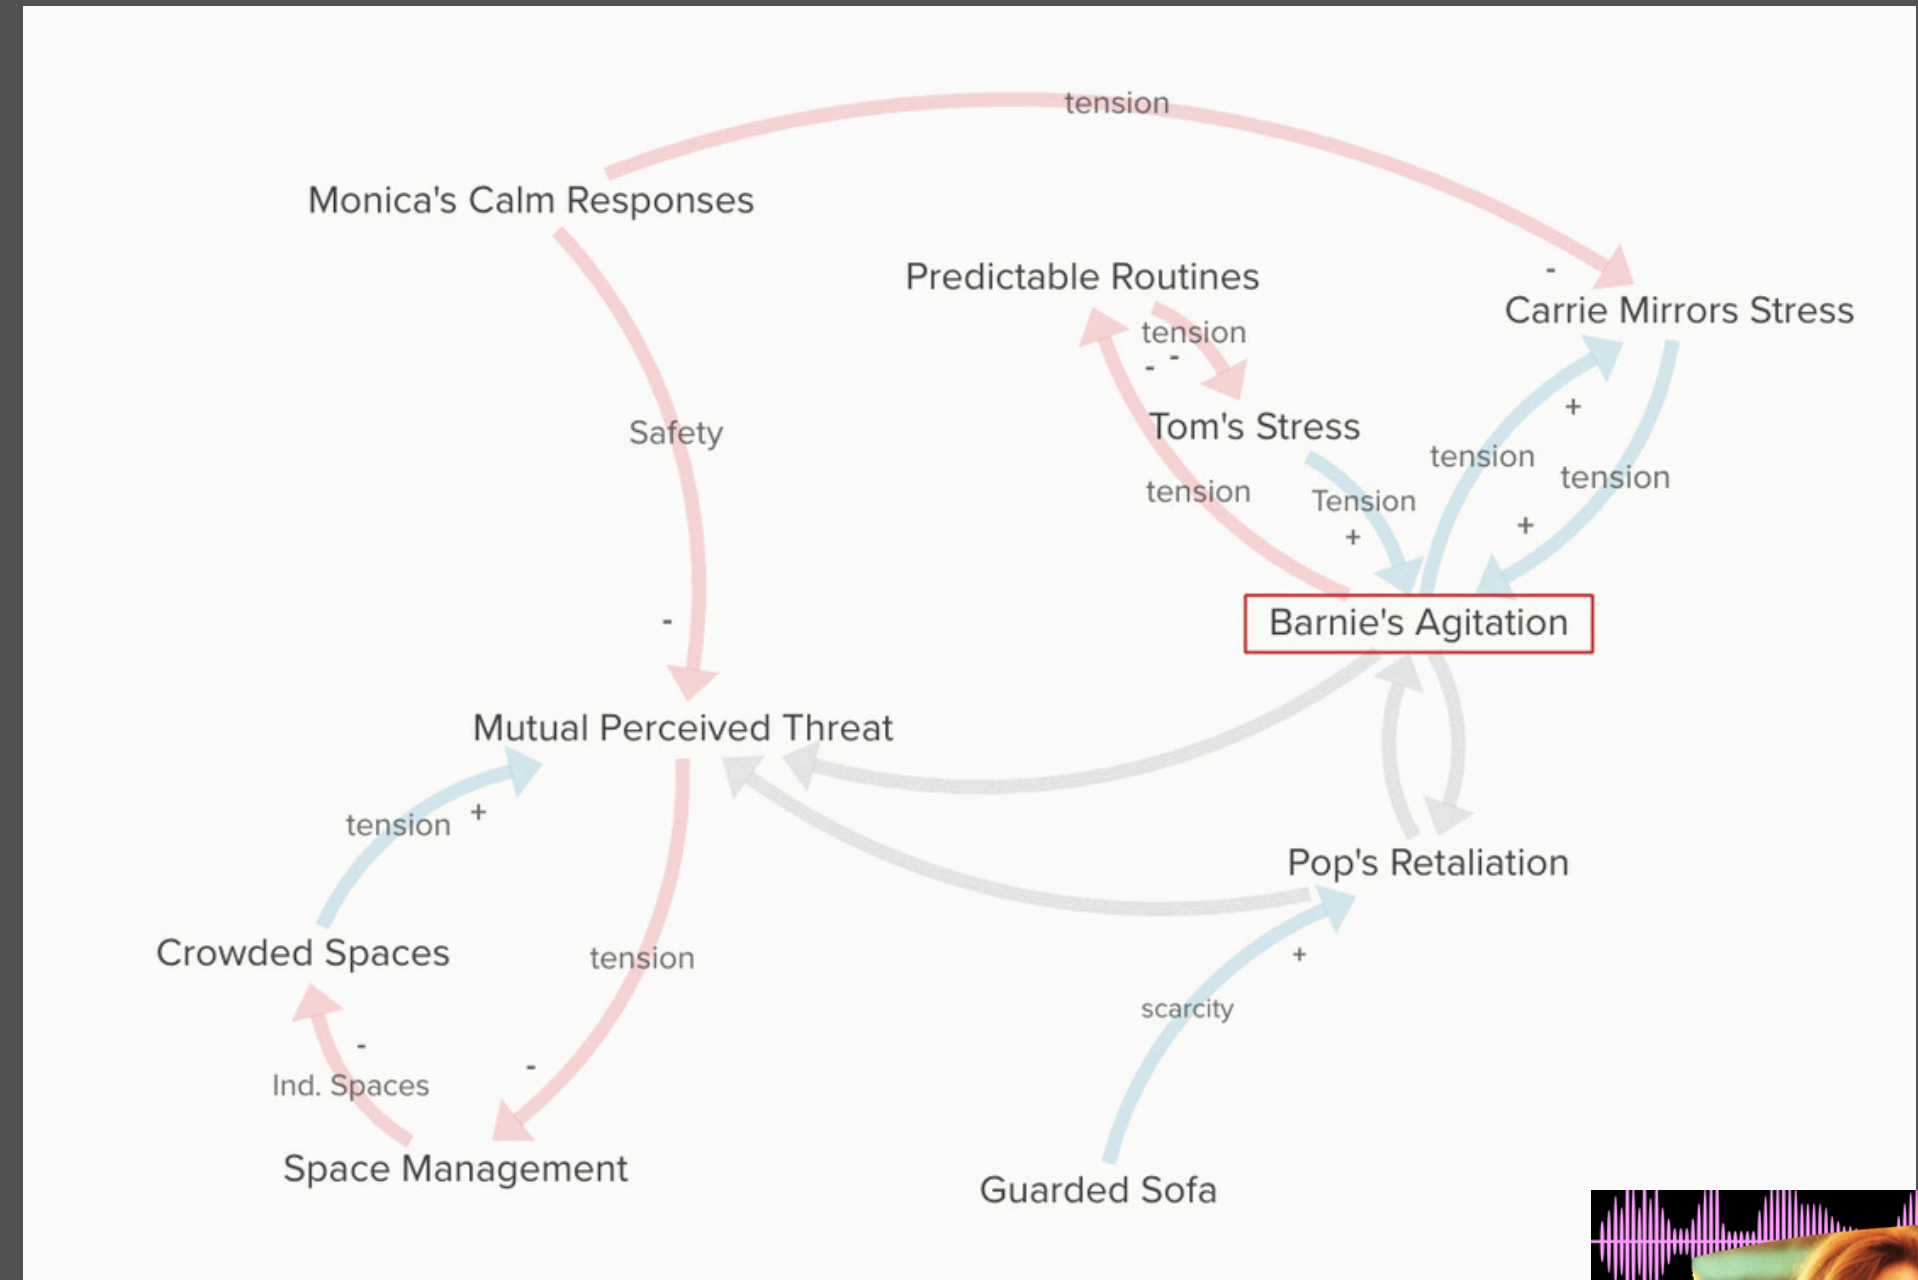 tension
Monica's Calm Responses
Predictable Routines
-
Carrie Mirrors Stress
tension
-
-
+
Tom's Stress
Safety
tension
tension
tension
Tension
+
+
-
Barnie's Agitation
Mutual Perceived Threat
tension
+
Pop's Retaliation
Crowded Spaces
tension
+
scarcity
-
-
Ind. Spaces
Space Management
Guarded Sofa